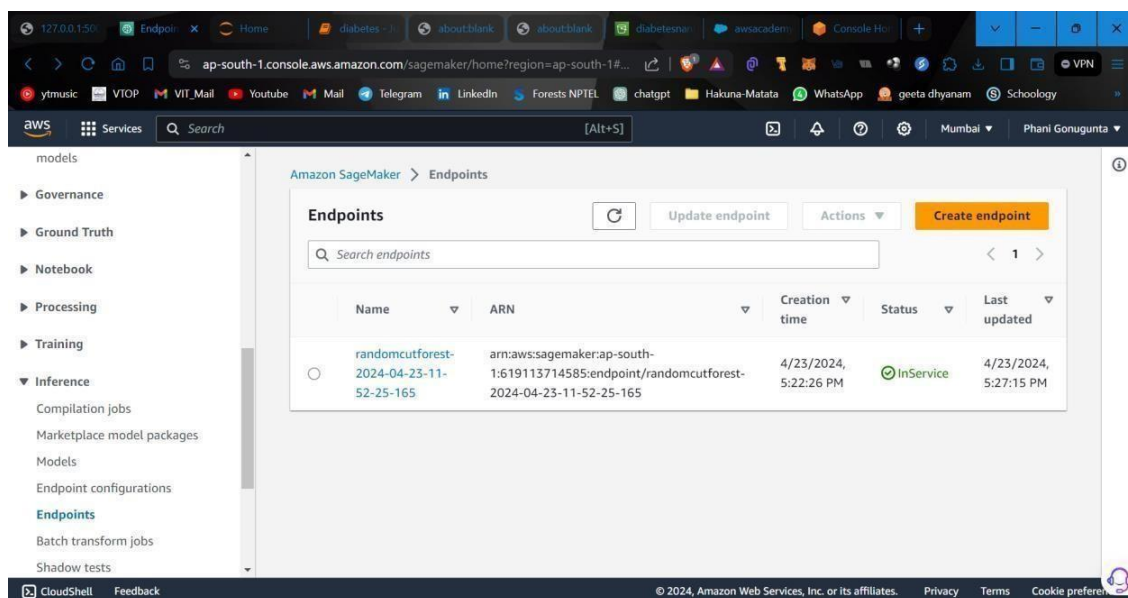 127.0.0.1:50
Endpoin
Home
diabetes - J
about:blank
about:blank
diabetesnar
awsacadem
Console Ho
ap-south-1.console.aws.amazon.com/sagemaker/home?region=ap-south-1#...
VPN
ytmusic
VTOP
VIT_Mail
Youtube
Mail
Telegram
LinkedIn
Forests NPTEL
chatgpt
Hakuna-Matata
WhatsApp
geeta dhyanam
Schoology
aws
Services
Search
[Alt+S]
Mumbai
Phani Gonugunta
models
Governance
Ground Truth
Notebook
Processing
Training
Inference
Compilation jobs
Marketplace model packages
Models
Endpoint configurations
Endpoints
Batch transform jobs
Shadow tests
Amazon SageMaker > Endpoints
Endpoints
Update endpoint
Actions
Create endpoint
Search endpoints
1
Name
ARN
Creation
time
Status
Last
updated
randomcutforest-
2024-04-23-11-
52-25-165
arn:aws:sagemaker:ap-south-
1:619113714585:endpoint/randomcutforest-
2024-04-23-11-52-25-165
4/23/2024,
5:22:26 PM
InService
4/23/2024,
5:27:15 PM
CloudShell
Feedback
© 2024, Amazon Web Services, Inc. or its affiliates.
Privacy
Terms
Cookie prefere